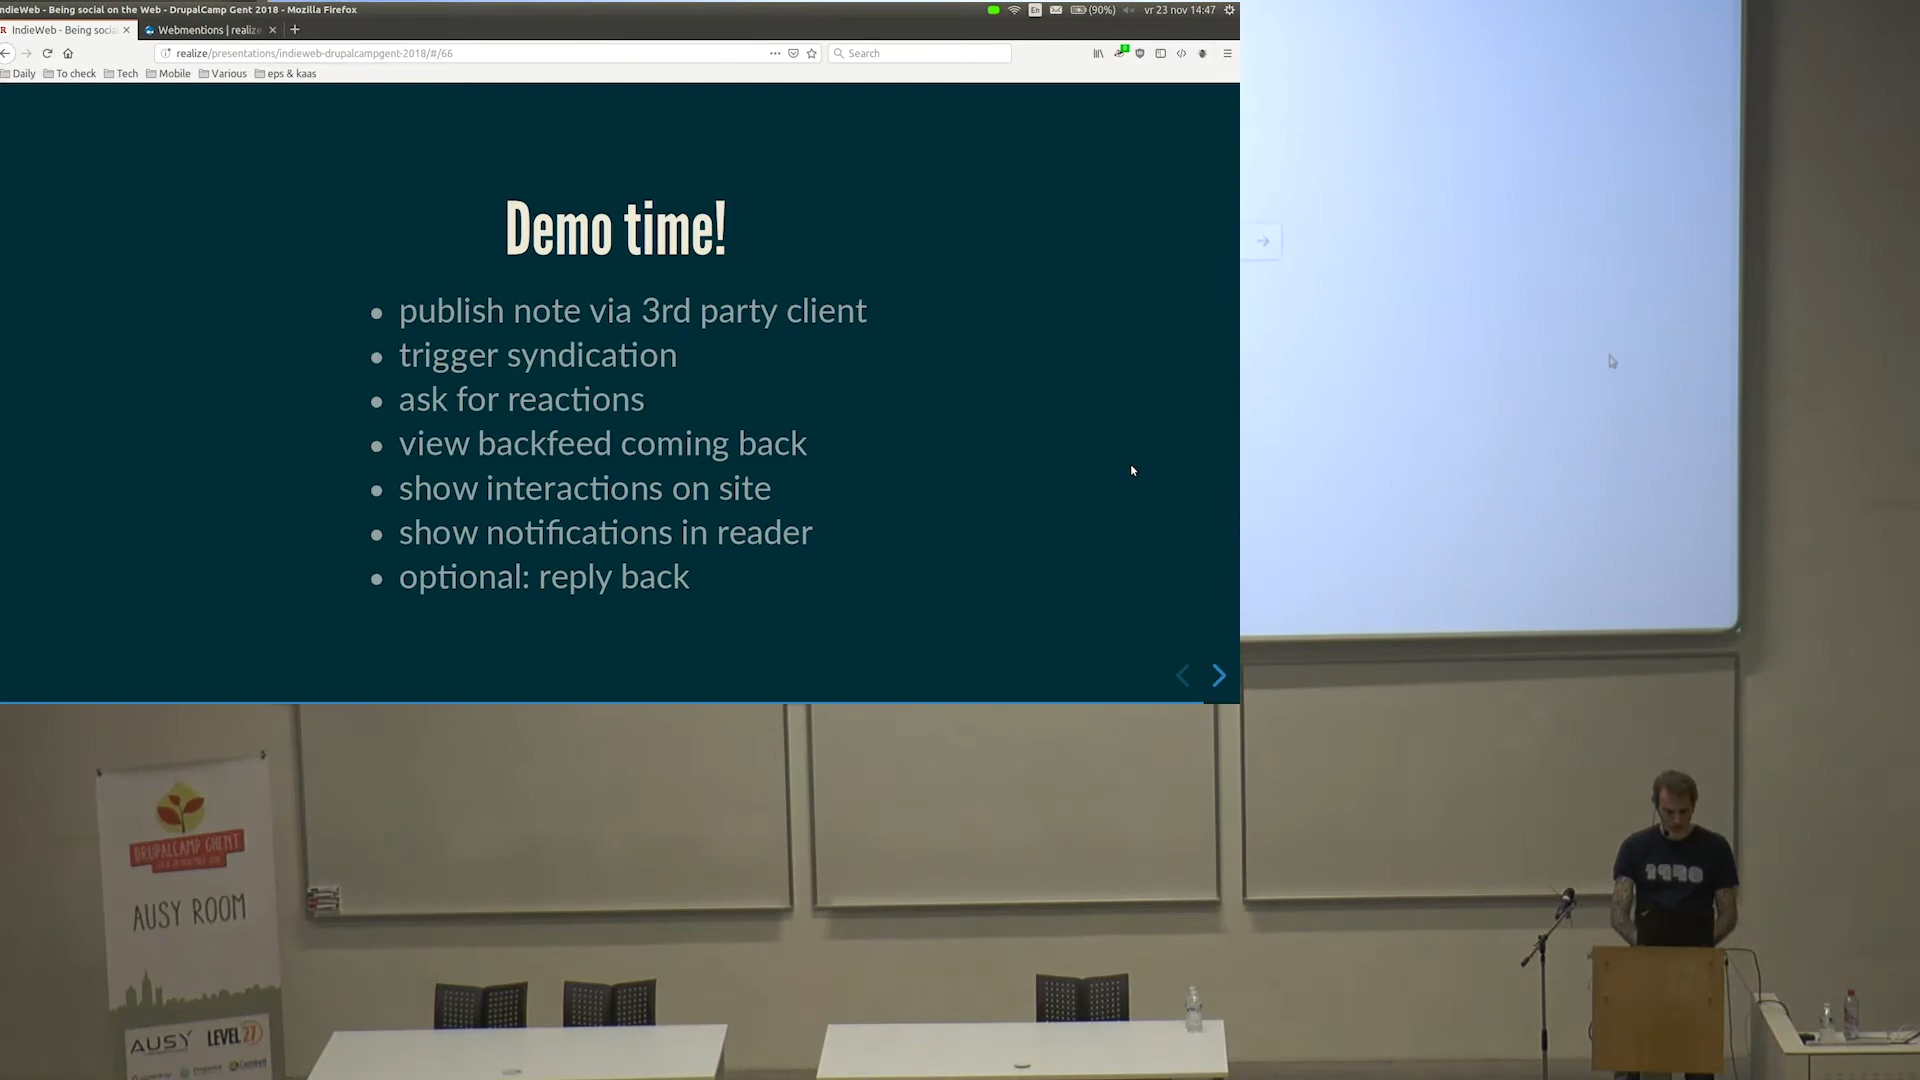 ndieWeb - Being social on the Web - DrupalCamp Gent 2018 - Mozilla Firefox
En
(90%)
vr 23 nov 14:47
IndieWeb - Being socia
Webmentions | realize
realize/presentations/indieweb-drupalcampgent-2018/#/66
Search
Daily
To check
Tech
Mobile
Various
eps & kaas
Demo time!
• publish note via 3rd party client
• trigger syndication
• ask for reactions
• view backfeed coming back
• show interactions on site
• show notifications in reader
• optional: reply back
DRUPALCAMP GHENT
AUSY ROOM
AUSY
LEVEL27